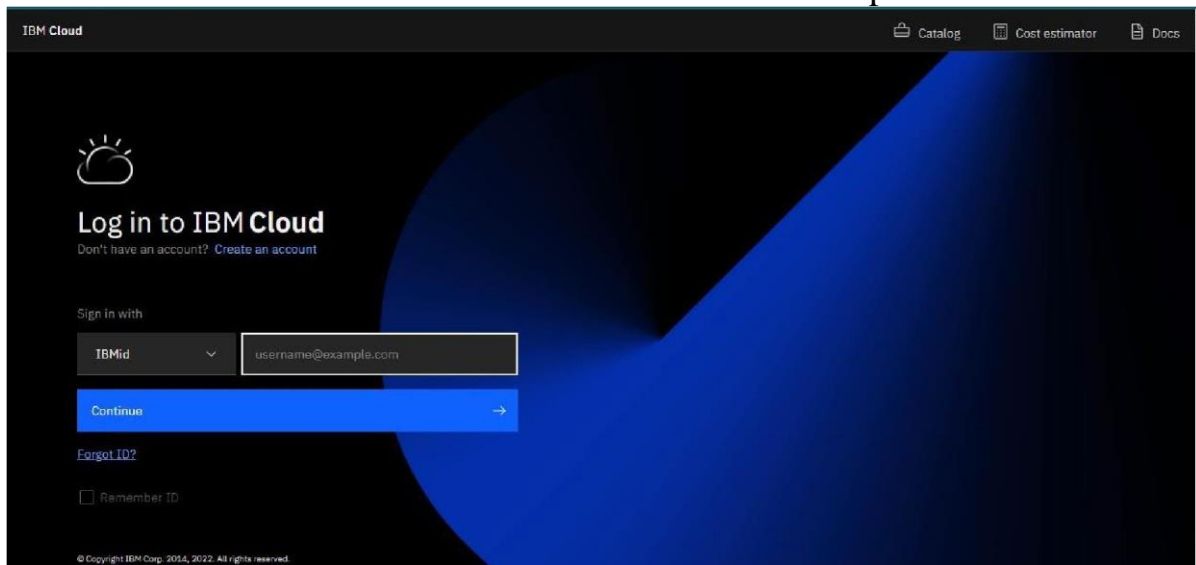 IBM Cloud
Catalog
Cost estimator
Docs
Log in to IBM Cloud
Don't have an account? Create an account
Sign in with
IBMid
username@example.com
Continue
Forgot ID?
Remember ID
© Copyright IBM Corp. 2014, 2022. All rights reserved.